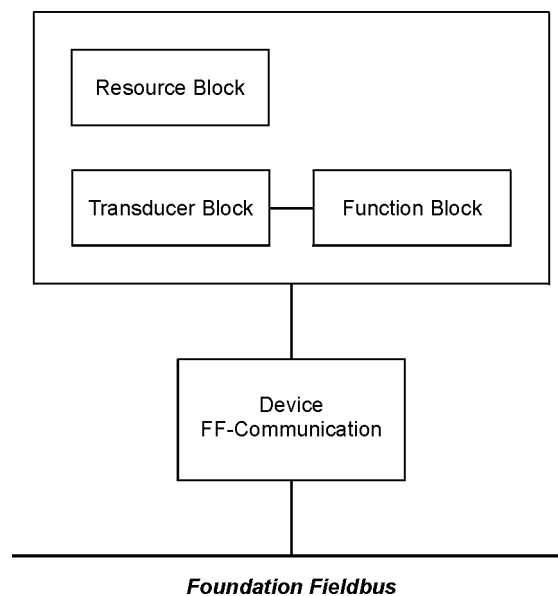 Resource Block
Transducer Block
Function Block
Device
FF-Communication
Foundation Fieldbus